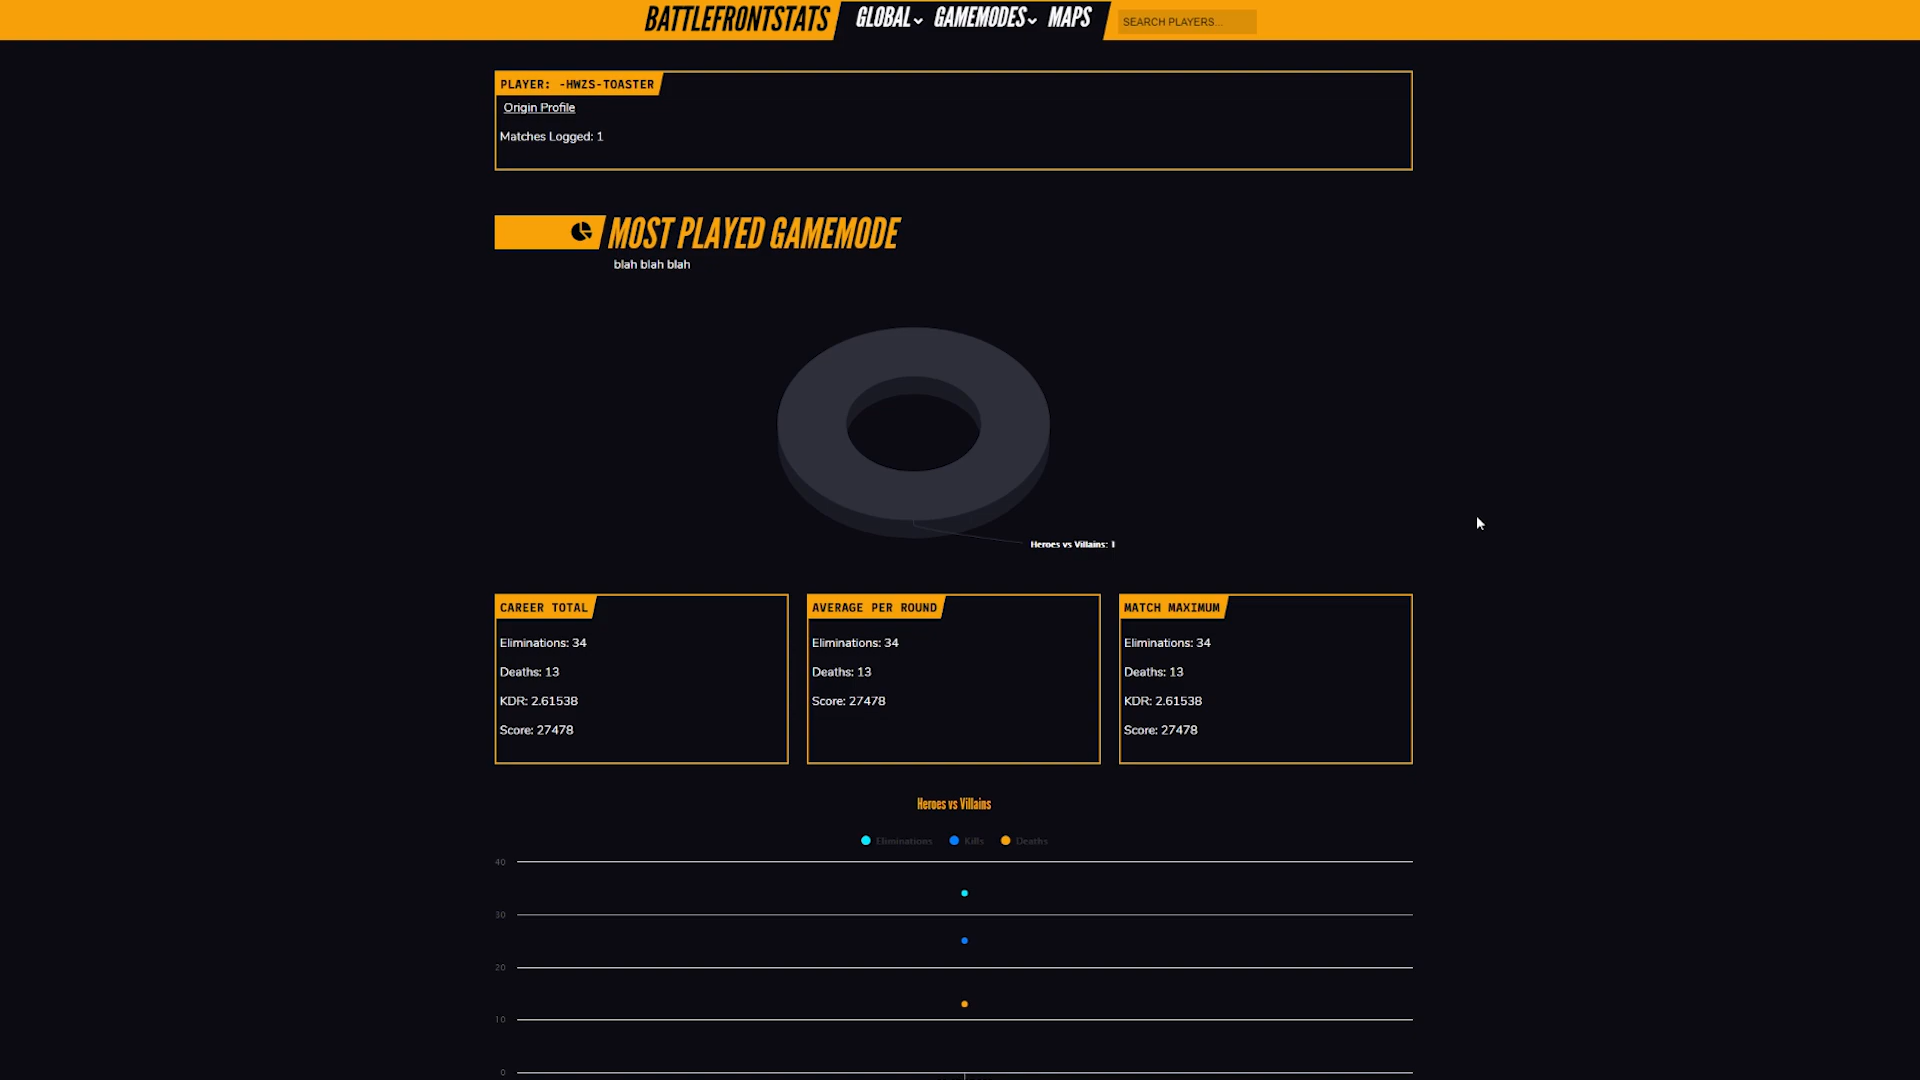 BATTLEFRONTSTATS GLOBAL GAMEMODES MAPS SEARCH PLAYERS...
PLAYER: -HWZS-TOASTER
Origin Profile
Matches Logged: 1
MOST PLAYED GAMEMODE
blah blah blah
Heroes vs Villains: 1
CAREER TOTAL
Eliminations: 34
Deaths: 13
KDR: 2.61538
Score: 27478
AVERAGE PER ROUND
Eliminations: 34
Deaths: 13
Score: 27478
MATCH MAXIMUM
Eliminations: 34
Deaths: 13
KDR: 2.61538
Score: 27478
Heroes vs Villains
Eliminations Kills Deaths
40
30
20
10
0